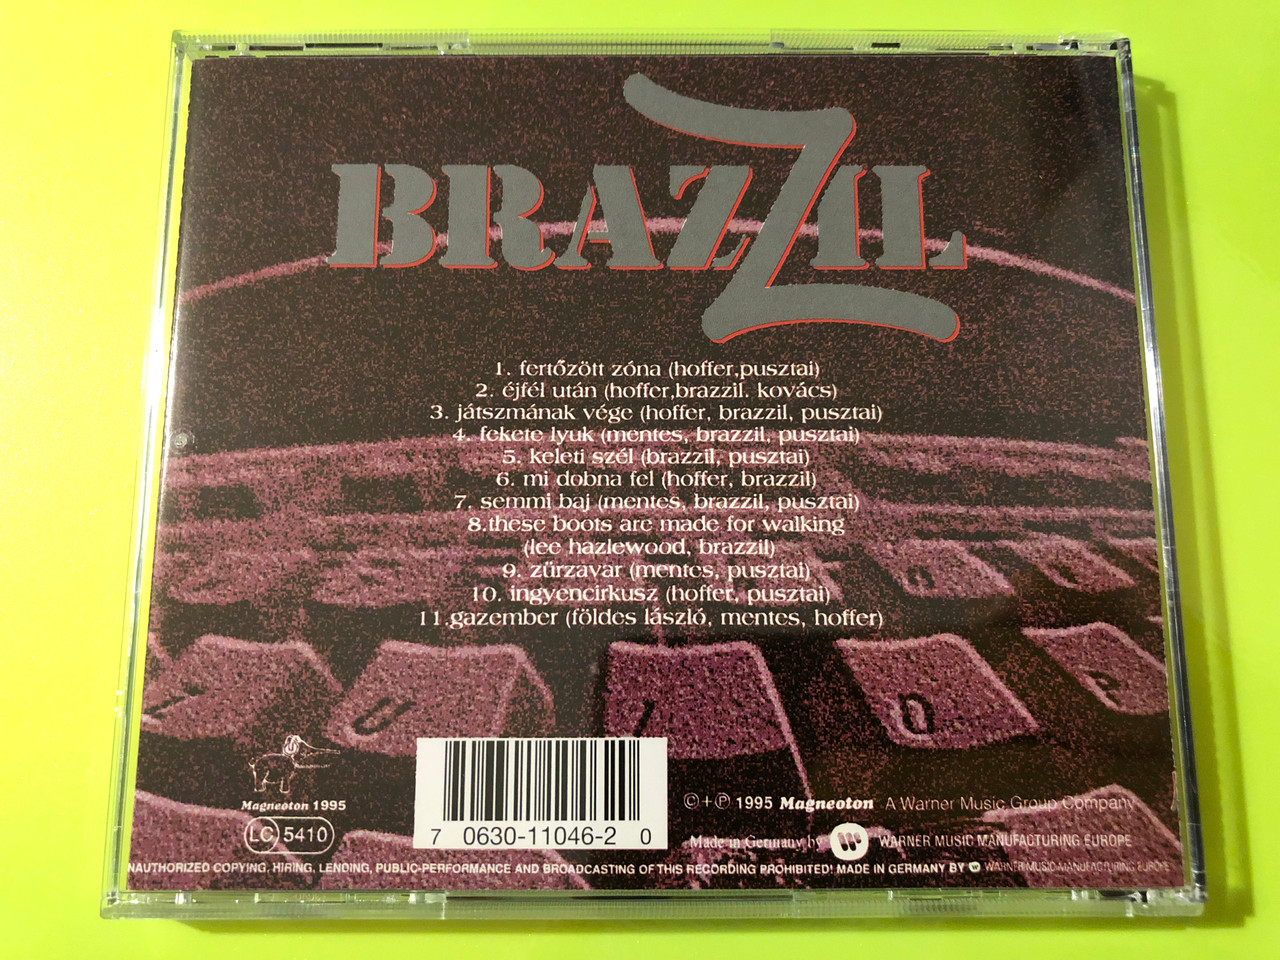 BRAZZIL
1. fertőzött zóna (hoffer,pusztai)
2. éjfél után (hoffer,brazzil. kovács)
3. játszmának vége (hoffer, brazzil, pusztai)
4. fekete lyuk (mentes, brazzil, pusztai)
5. keleti szél (brazzil, pusztai)
6. mi dobna fel (hoffer, brazzil)
7. semmi baj (mentes, brazzil, pusztai)
8.these boots are made for walking
(lee hazlewood, brazzil)
9. zűrzavar (mentes, pusztai)
10. ingyencirkusz (hoffer, pusztai)
11.gazember (földes lászló, mentes, hoffer)
Magneoton 1995
LC 5410
7 0630-11046-2 0
©+℗ 1995 Magneoton A Warner Music Group Company
Made in Germany by WARNER MUSIC MANUFACTURING EUROPE
UNAUTHORIZED COPYING, HIRING, LENDING, PUBLIC-PERFORMANCE AND BROADCASTING OF THIS RECORDING PROHIBITED! MADE IN GERMANY BY WARNER MUSIC MANUFACTURING EUROPE